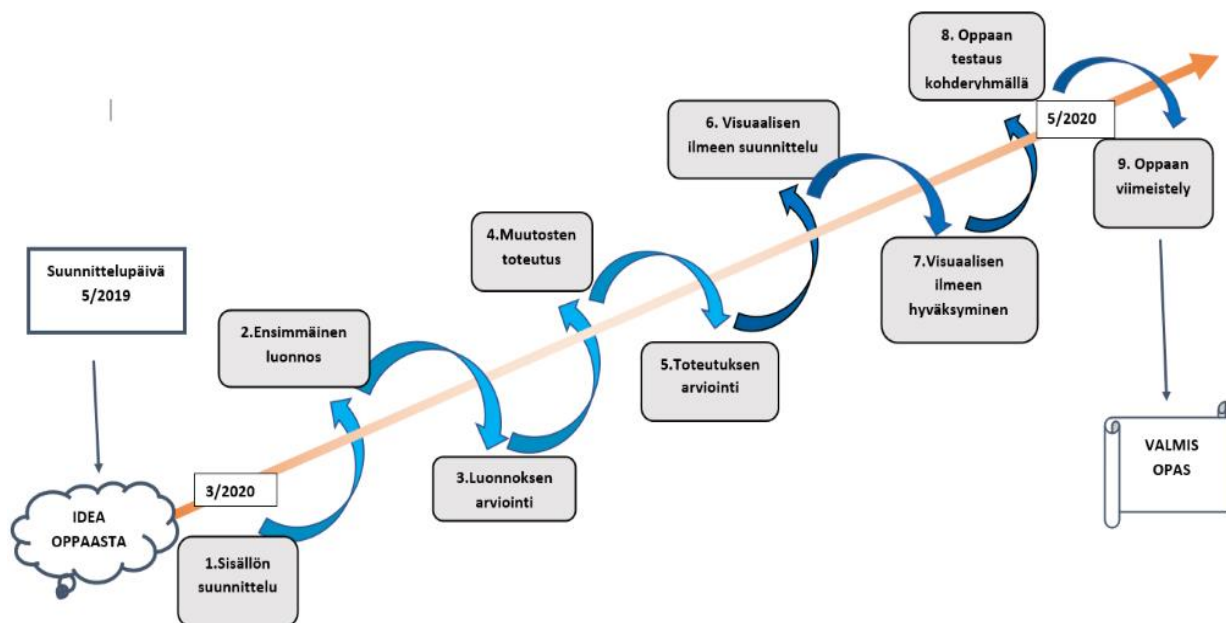 Suunnittelupäivä
5/2019
IDEA
OPPAASTA
3/2020
1.Sisällön
suunnittelu
2.Ensimmäinen
luonnos
3.Luonnoksen
arviointi
4.Muutosten
toteutus
5.Toteutuksen
arviointi
6. Visuaalisen
ilmeen suunnittelu
7.Visuaalisen
ilmeen
hyväksyminen
8. Oppaan
testaus
kohderyhmällä
5/2020
9. Oppaan
viimeistely
VALMIS
OPAS